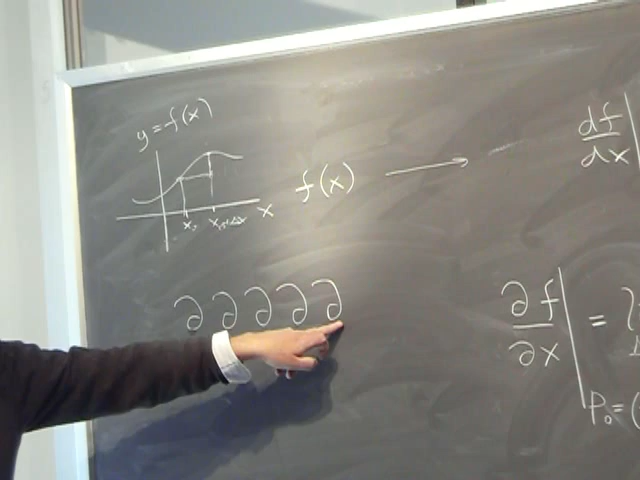 y=f(x)
f(x) → df/dx |
x₀ x₀+Δx x
∂ ∂ ∂ ∂ ∂
∂f/∂x | =
P₀=(